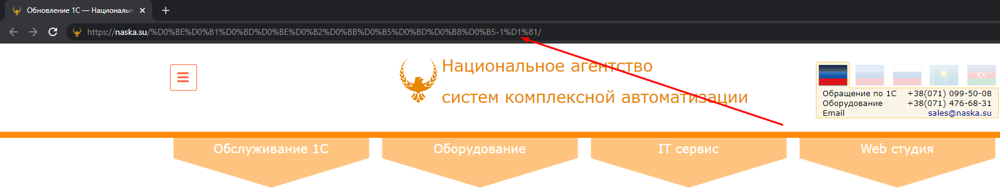 Обновление 1С — Национальн
https://naska.su/%D0%BE%D0%B1%D0%BD%D0%BE%D0%B2%D0%BB%D0%B5%D0%BD%D0%B8%D0%B5-1%D1%81/
Национальное агентство
систем комплексной автоматизации
Обращение по 1С +38(071) 099-50-08
Оборудование +38(071) 476-68-31
Email sales@naska.su
Обслуживание 1С
Оборудование
IT сервис
Web студия